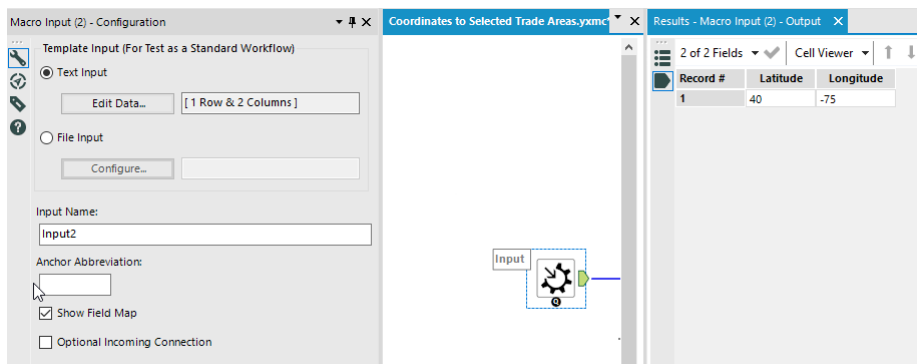 Macro Input (2) - Configuration
Template Input (For Test as a Standard Workflow)
Text Input
Edit Data...
[ 1 Row & 2 Columns ]
File Input
Configure...
Input Name:
Input2
Anchor Abbreviation:
Show Field Map
Optional Incoming Connection
Coordinates to Selected Trade Areas.yxmc*
Input
Q
Results - Macro Input (2) - Output
2 of 2 Fields
Cell Viewer
Record # Latitude Longitude
1 40 -75